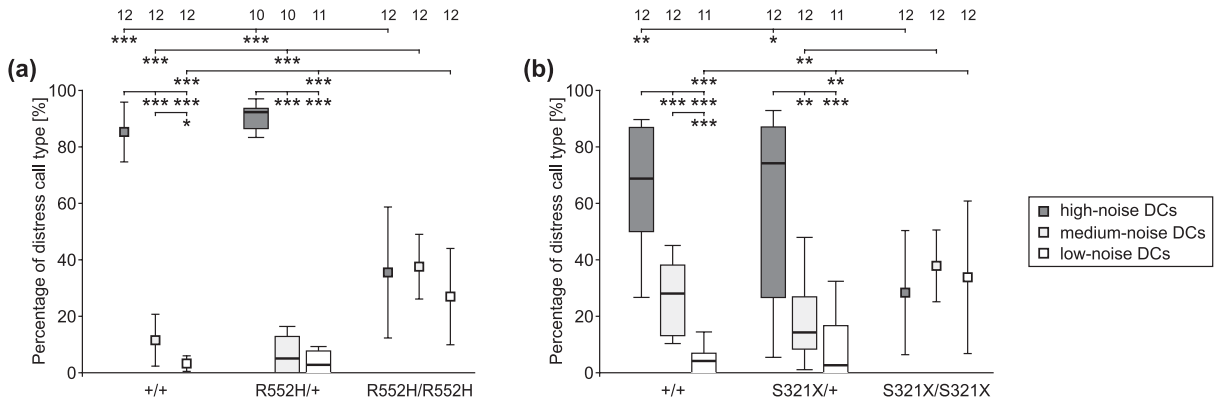 12 12 12 10 10 11 12 12 12
*** ***
*** ***
(a)
*** ***
*** *** *** ***
*
Percentage of distress call type [%]
100
80
60
40
20
0
+/+ R552H/+ R552H/R552H
12 12 11 12 12 11 12 12 12
** *
**
(b)
*** **
*** *** ** ***
***
Percentage of distress call type [%]
100
80
60
40
20
0
+/+ S321X/+ S321X/S321X
high-noise DCs
medium-noise DCs
low-noise DCs